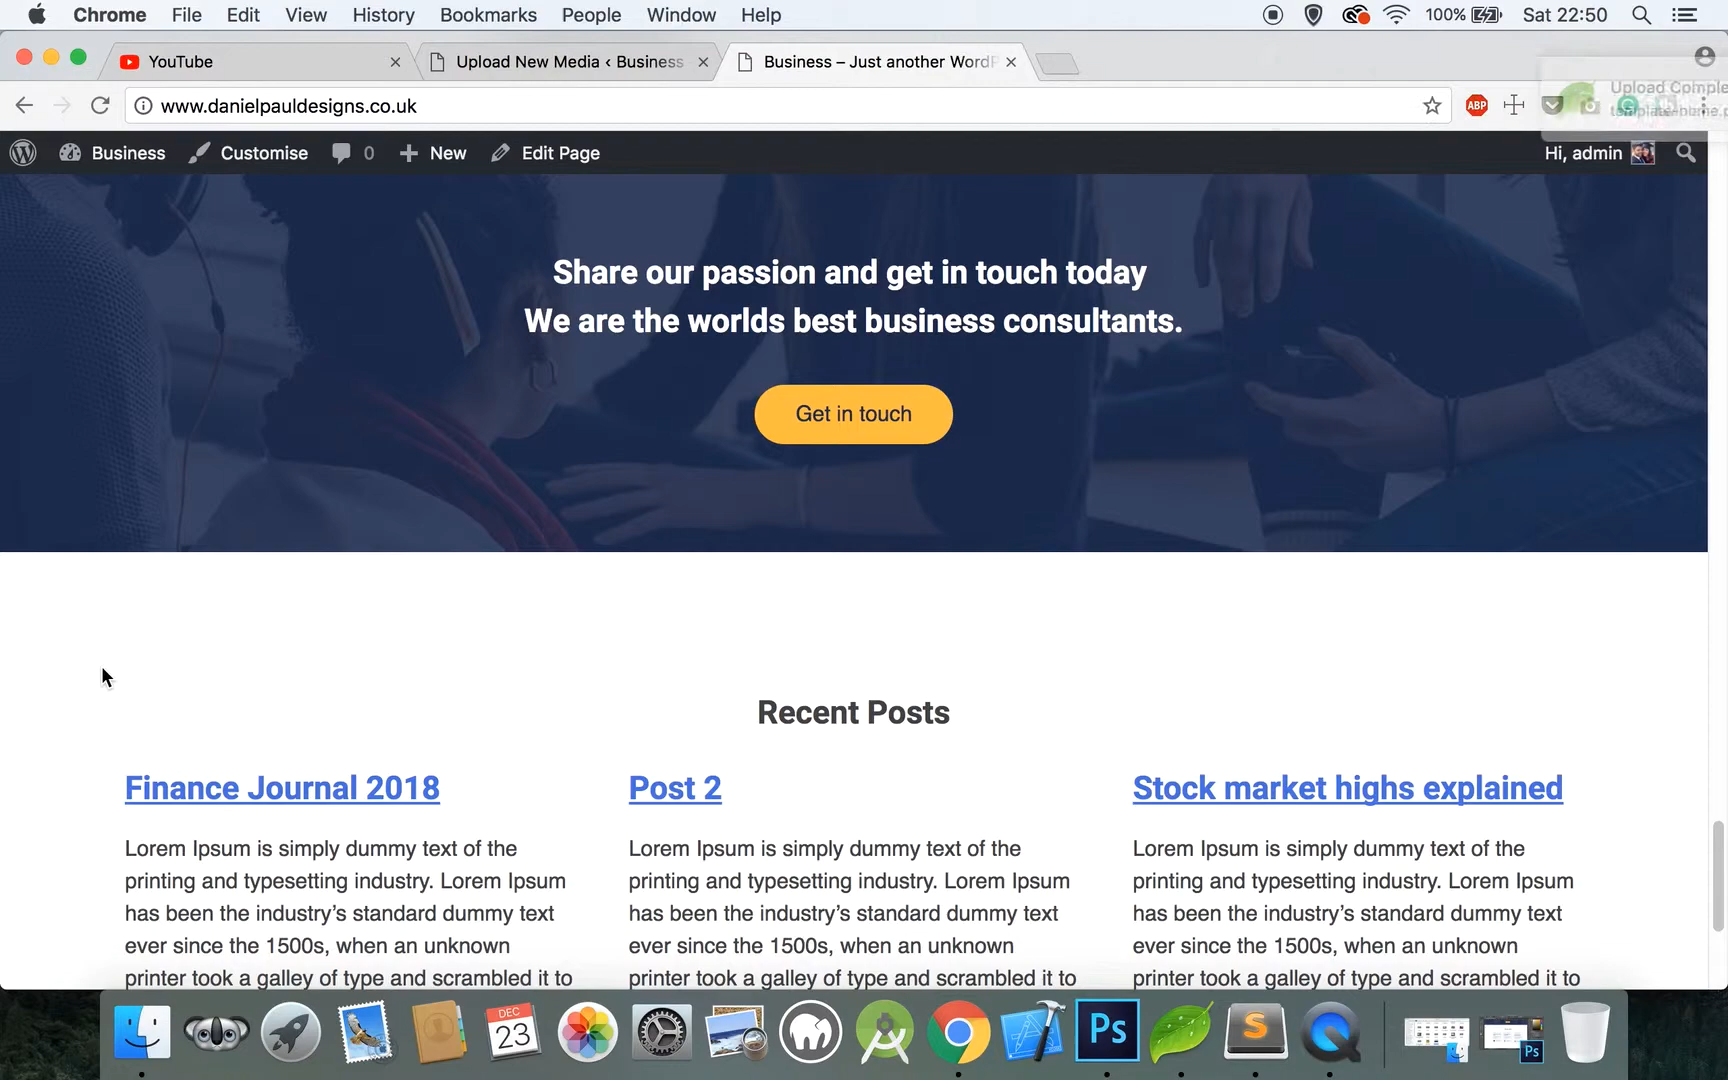 Chrome File Edit View History Bookmarks People Window Help 100% Sat 22:50
YouTube
Upload New Media ‹ Business
Business – Just another WordP
Upload Comple
template-home.p
www.danielpauldesigns.co.uk
ABP
Business Customise 0 New Edit Page Hi, admin
Share our passion and get in touch today
We are the worlds best business consultants.
Get in touch
Recent Posts
Finance Journal 2018
Lorem Ipsum is simply dummy text of the
printing and typesetting industry. Lorem Ipsum
has been the industry’s standard dummy text
ever since the 1500s, when an unknown
printer took a galley of type and scrambled it to
Post 2
Lorem Ipsum is simply dummy text of the
printing and typesetting industry. Lorem Ipsum
has been the industry’s standard dummy text
ever since the 1500s, when an unknown
printer took a galley of type and scrambled it to
Stock market highs explained
Lorem Ipsum is simply dummy text of the
printing and typesetting industry. Lorem Ipsum
has been the industry’s standard dummy text
ever since the 1500s, when an unknown
printer took a galley of type and scrambled it to
DEC
23
Ps
S
Ps